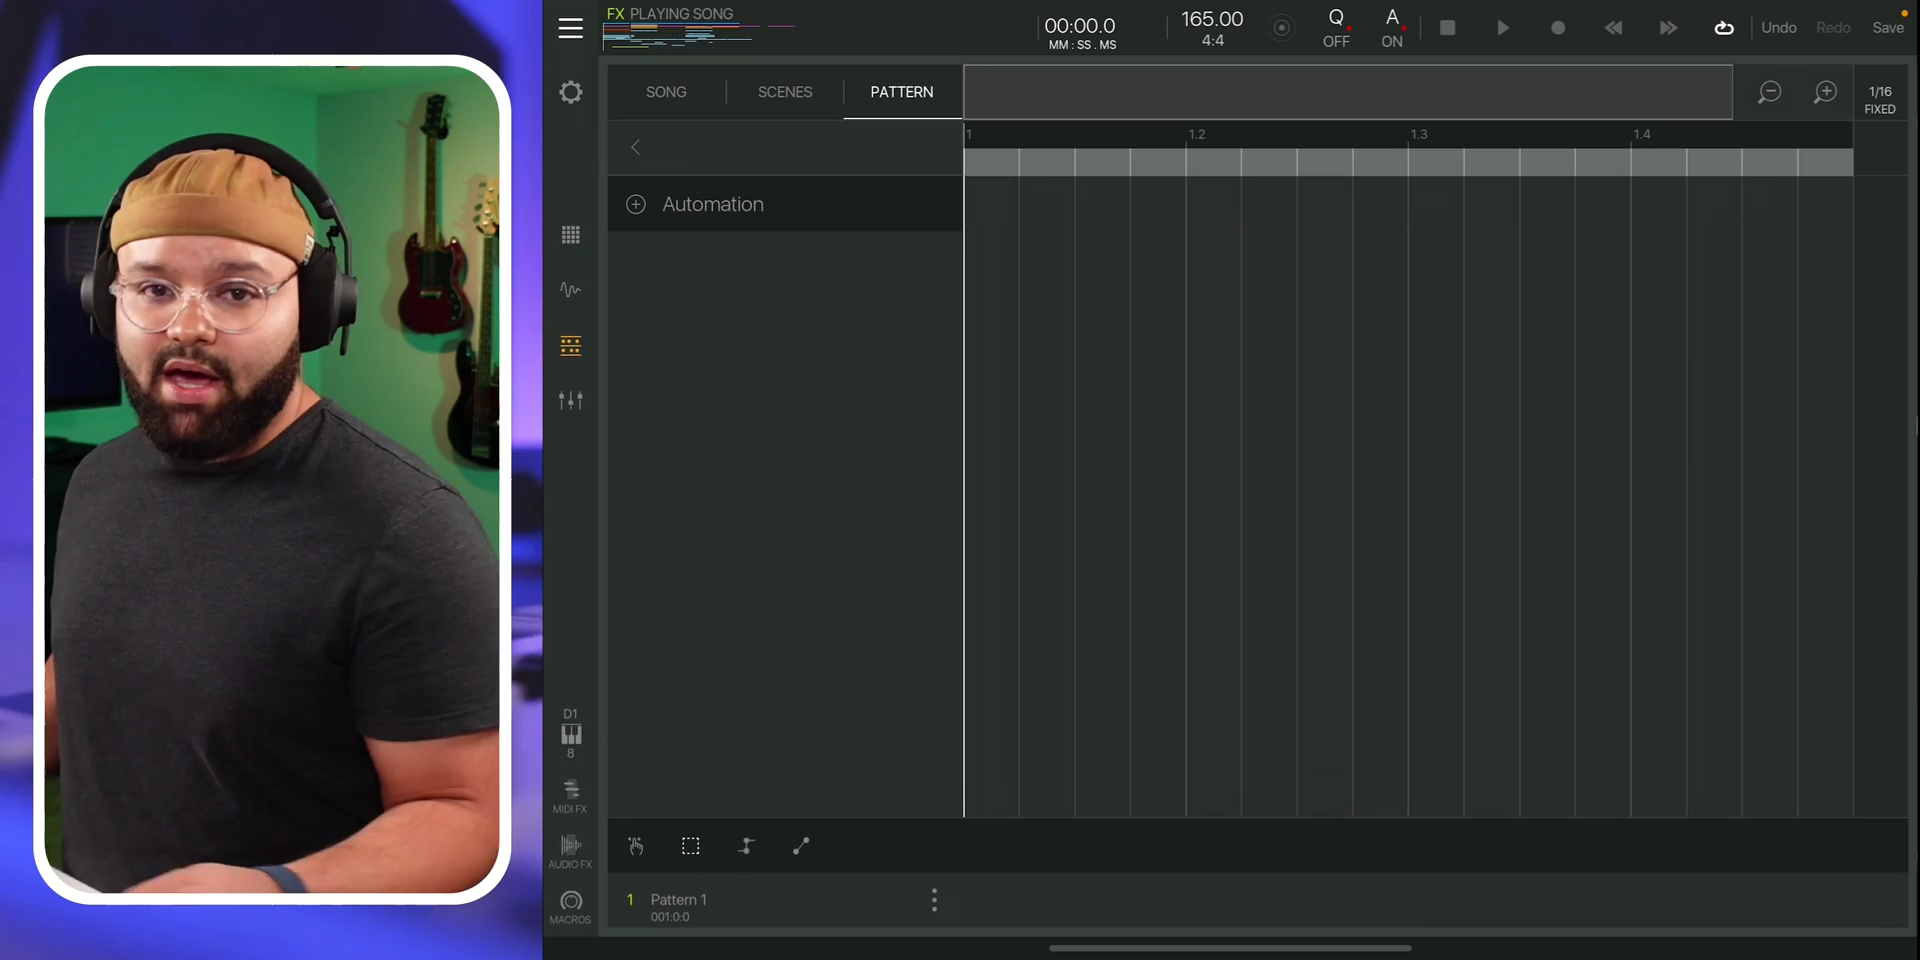 FX PLAYING SONG
00:00.0
MM : SS . MS
165.00
4:4
Q
OFF
A
ON
Undo
Redo
Save
SONG
SCENES
PATTERN
1/16
FIXED
1
1.2
1.3
1.4
Automation
D1
8
MIDI FX
AUDIO FX
MACROS
1
Pattern 1
001:0:0